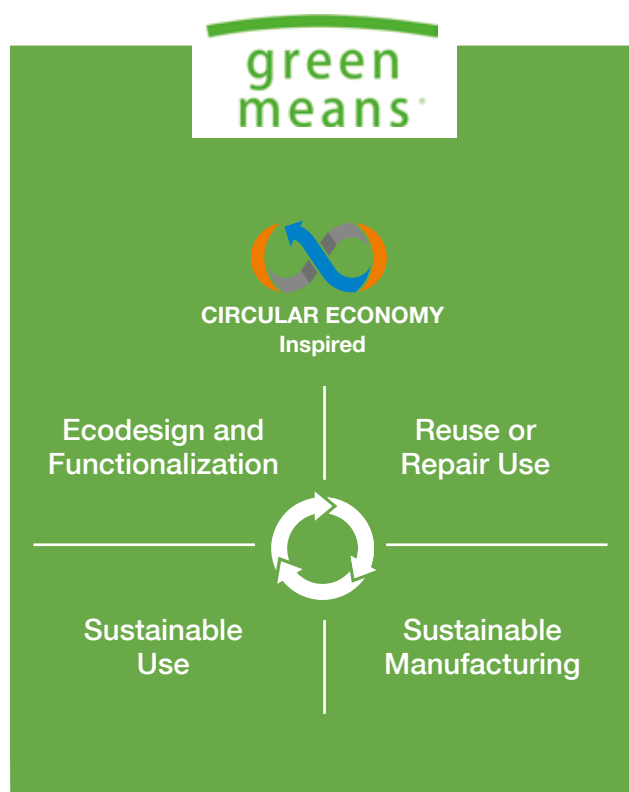 green
means
CIRCULAR ECONOMY
Inspired
Ecodesign and
Functionalization
Reuse or
Repair Use
Sustainable
Use
Sustainable
Manufacturing